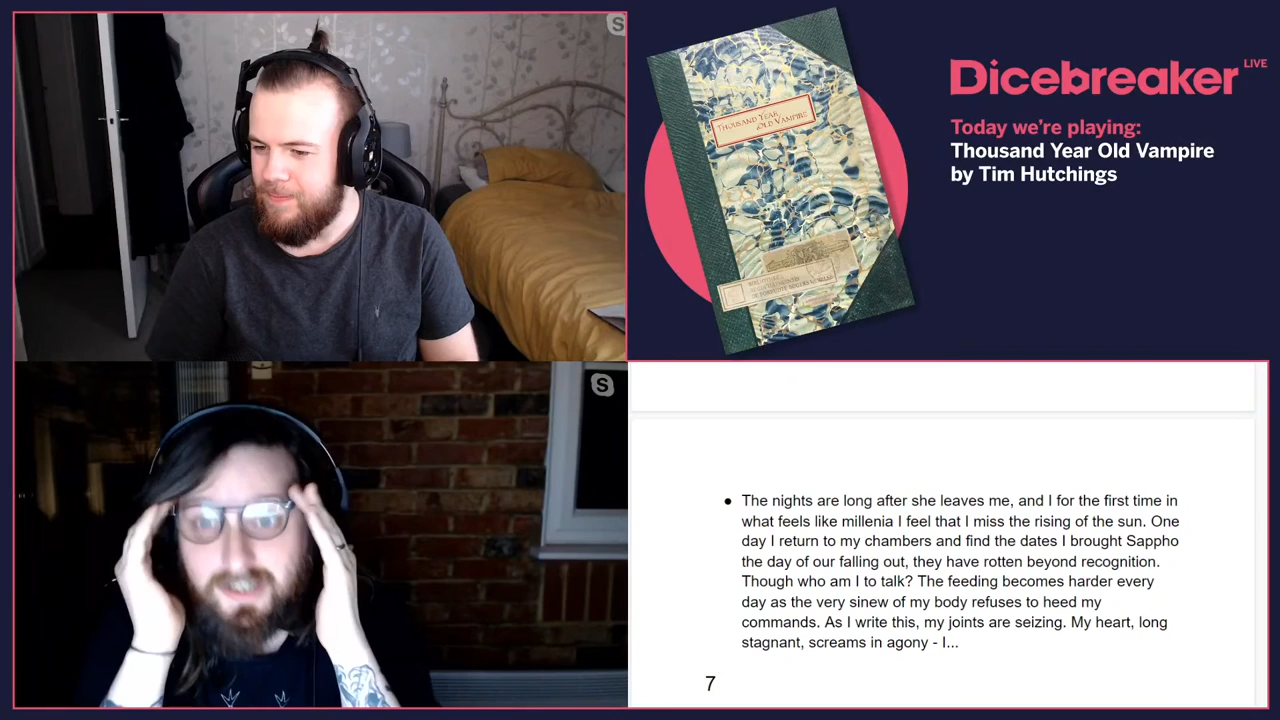 S
THOUSAND YEAR
OLD VAMPIRE
Dicebreaker LIVE
Today we're playing:
Thousand Year Old Vampire
by Tim Hutchings
S
• The nights are long after she leaves me, and I for the first time in
what feels like millenia I feel that I miss the rising of the sun. One
day I return to my chambers and find the dates I brought Sappho
the day of our falling out, they have rotten beyond recognition.
Though who am I to talk? The feeding becomes harder every
day as the very sinew of my body refuses to heed my
commands. As I write this, my joints are seizing. My heart, long
stagnant, screams in agony - I...
7